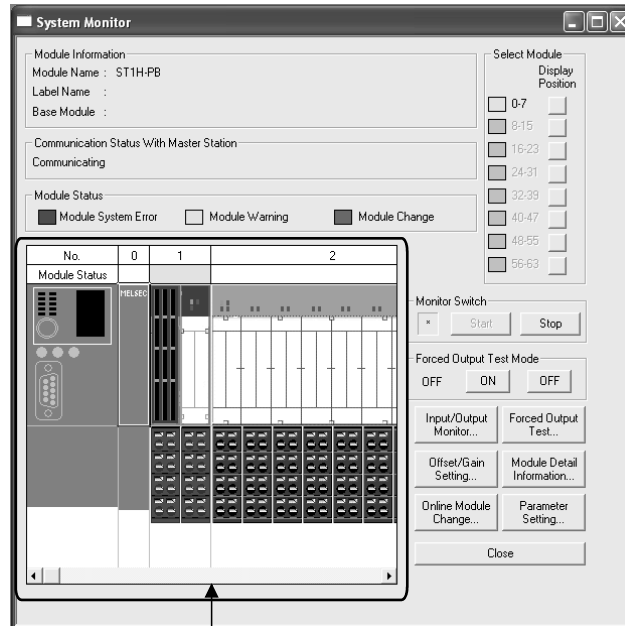 System Monitor
Module Information
Module Name : ST1H-PB
Label Name :
Base Module :
Communication Status With Master Station
Communicating
Module Status
Module System Error Module Warning Module Change
Select Module
Display
Position
0-7
8-15
16-23
24-31
32-39
40-47
48-55
56-63
No. 0 1 2
Module Status
MELSEC
Monitor Switch
* Start Stop
Forced Output Test Mode
OFF ON OFF
Input/Output
Monitor...
Forced Output
Test...
Offset/Gain
Setting...
Module Detail
Information...
Online Module
Change...
Parameter
Setting...
Close